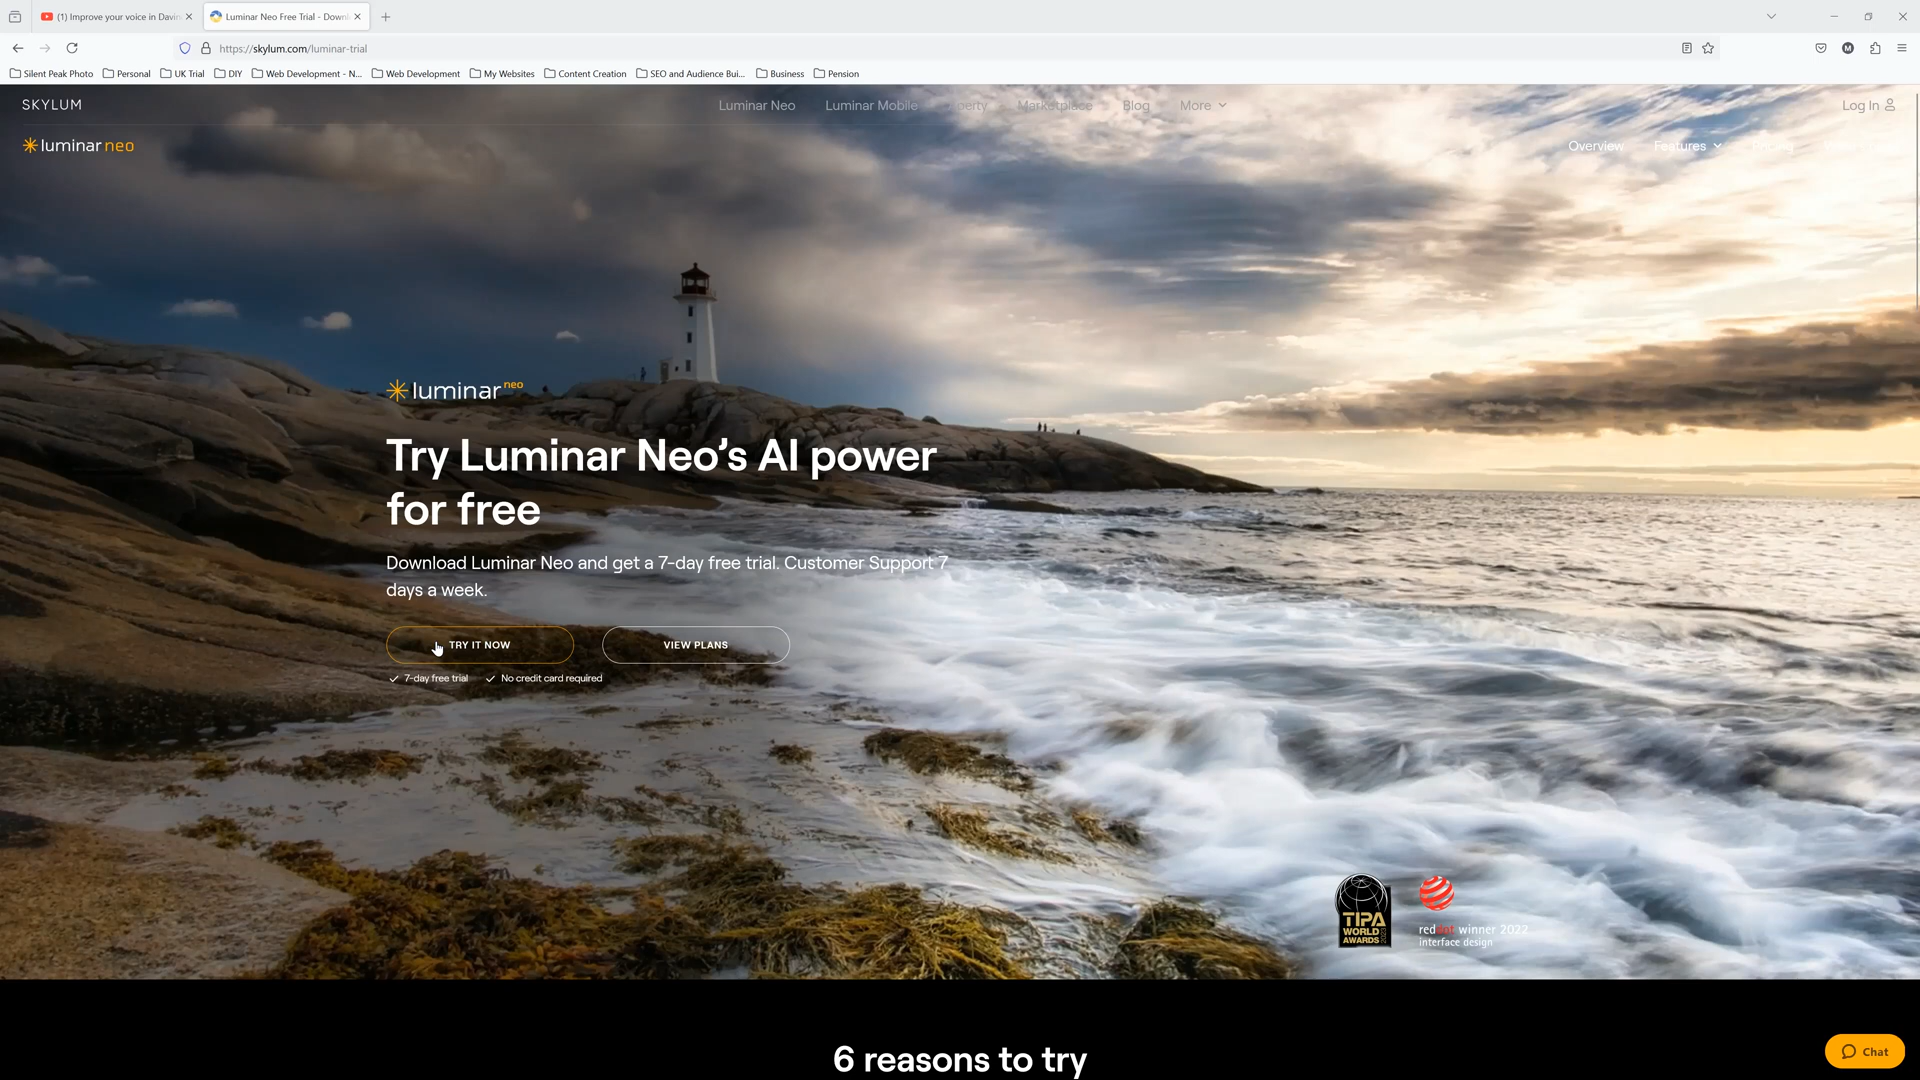 (1) Improve your voice in Davin
Luminar Neo Free Trial - Downl
https://skylum.com/luminar-trial
Silent Peak Photo
Personal
UK Trial
DIY
Web Development - N...
Web Development
My Websites
Content Creation
SEO and Audience Bui...
Business
Pension
SKYLUM
Luminar Neo
Luminar Mobile
Marketplace
Blog
More
Log In
luminar neo
Overview
Features
Pricing
luminar neo
Try Luminar Neo’s AI power
for free
Download Luminar Neo and get a 7-day free trial. Customer Support 7
days a week.
TRY IT NOW
VIEW PLANS
7-day free trial
No credit card required
TIPA
WORLD
AWARDS
reddot winner 2022
interface design
6 reasons to try
Chat